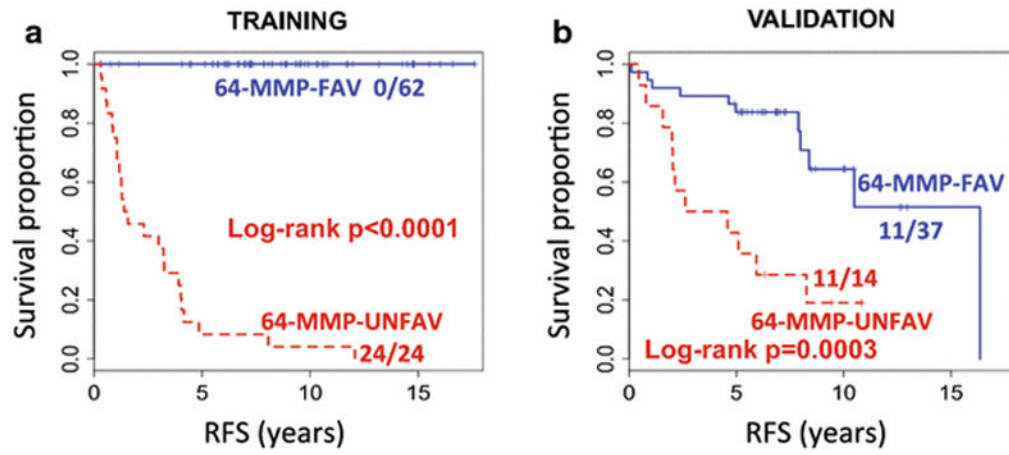 a
TRAINING
Survival proportion
1.0
0.8
0.6
0.4
0.2
0.0
64-MMP-FAV 0/62
Log-rank p<0.0001
64-MMP-UNFAV
24/24
0
5
10
15
RFS (years)
b
VALIDATION
Survival proportion
1.0
0.8
0.6
0.4
0.2
0.0
64-MMP-FAV
11/37
11/14
64-MMP-UNFAV
Log-rank p=0.0003
0
5
10
15
RFS (years)